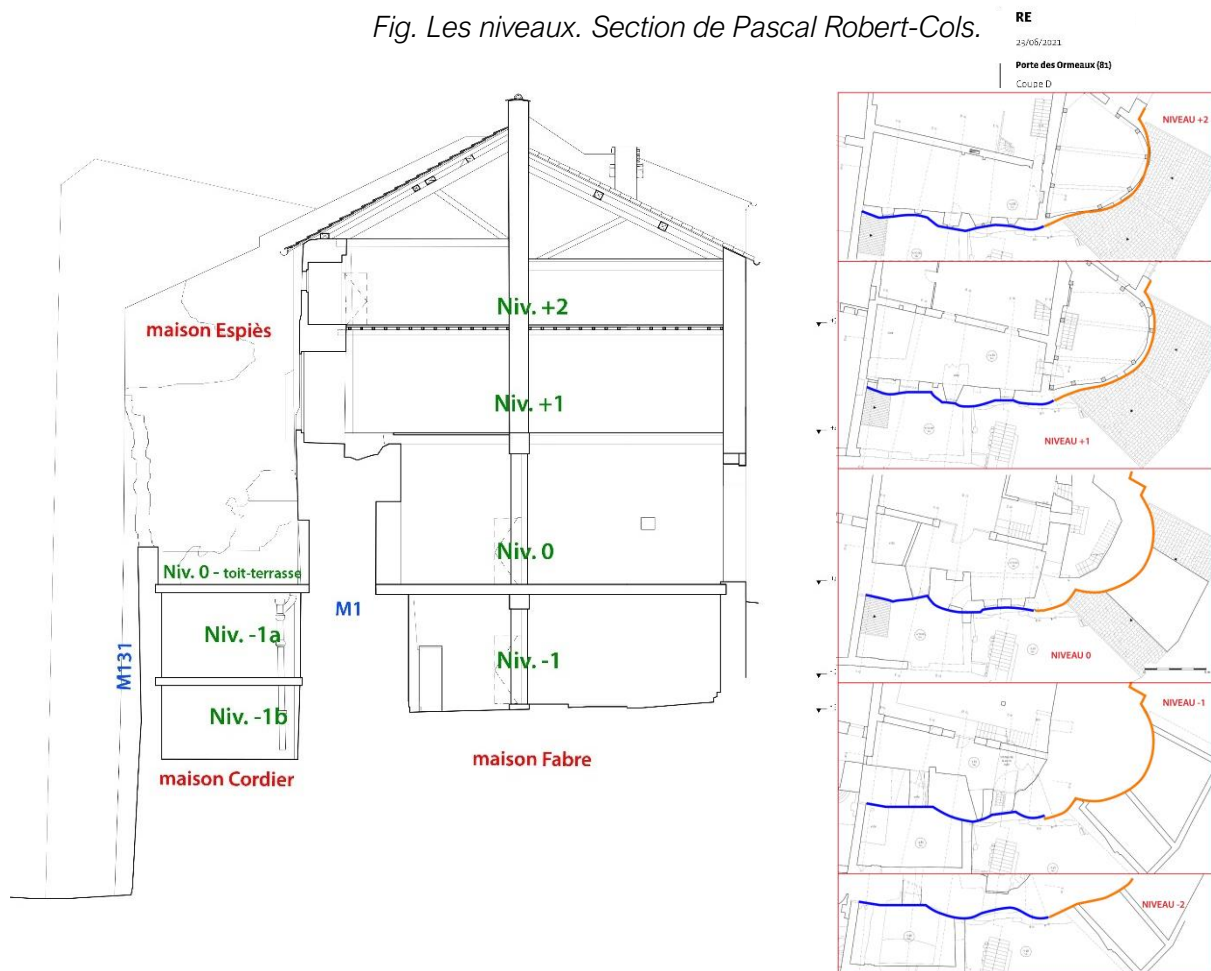 Fig. Les niveaux. Section de Pascal Robert-Cols.
RE
23/06/2021
Porte des Ormeaux (81)
Coupe D
maison Espiès
Niv. +2
Niv. +1
Niv. 0
Niv. 0 - toit-terrasse
M1
Niv. -1a
Niv. -1
M131
Niv. -1b
maison Cordier
maison Fabre
NIVEAU +2
NIVEAU +1
NIVEAU 0
NIVEAU -1
NIVEAU -2